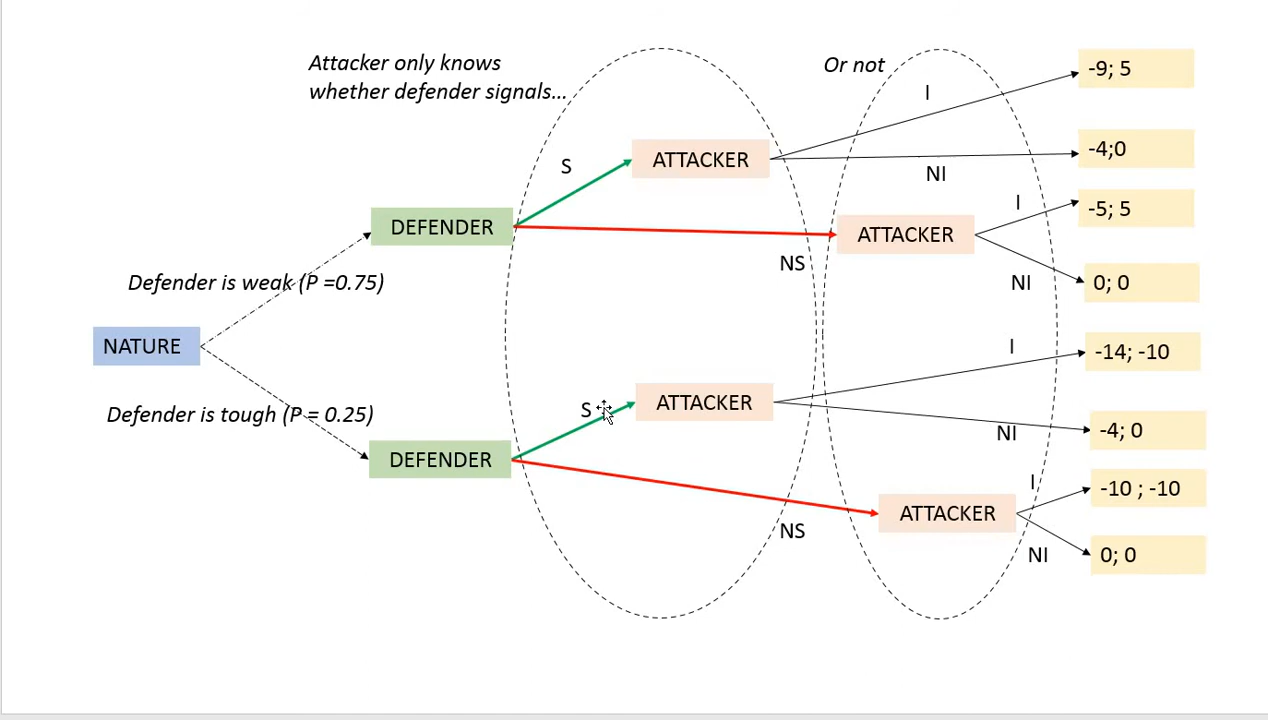 Attacker only knows
whether defender signals...
Or not
I
-9; 5
S
ATTACKER
NI
-4;0
DEFENDER
NS
ATTACKER
I
-5; 5
NI
0; 0
Defender is weak (P =0.75)
NATURE
Defender is tough (P = 0.25)
S
ATTACKER
I
-14; -10
NI
-4; 0
DEFENDER
NS
ATTACKER
I
-10 ; -10
NI
0; 0